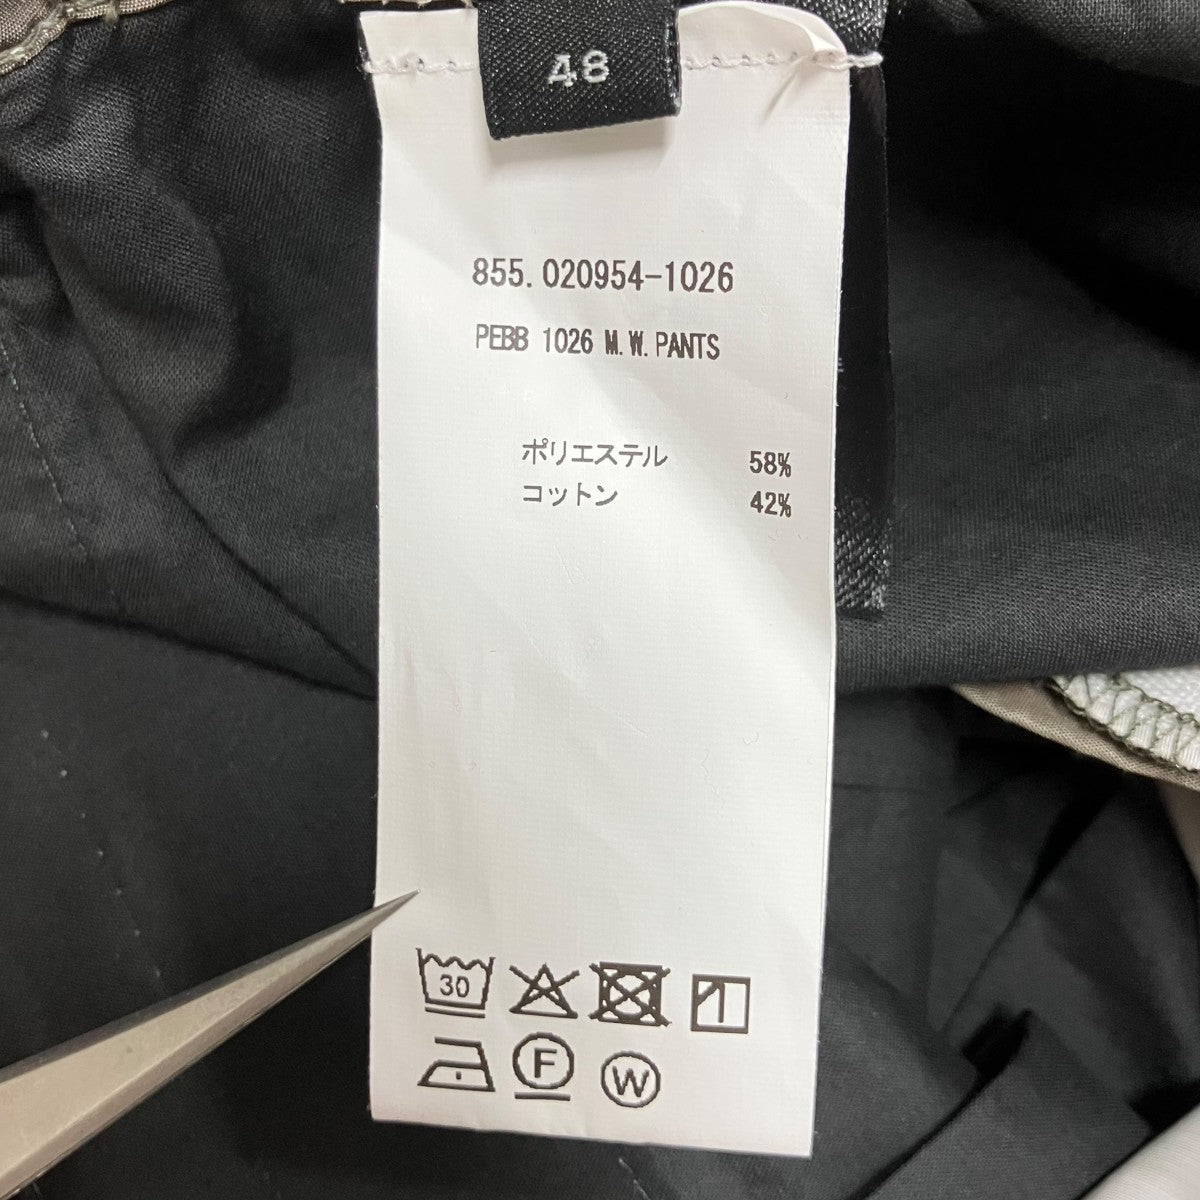 48
855.020954-1026
PEBB 1026 M.W.PANTS
ポリエステル 58%
コットン 42%
30
F W